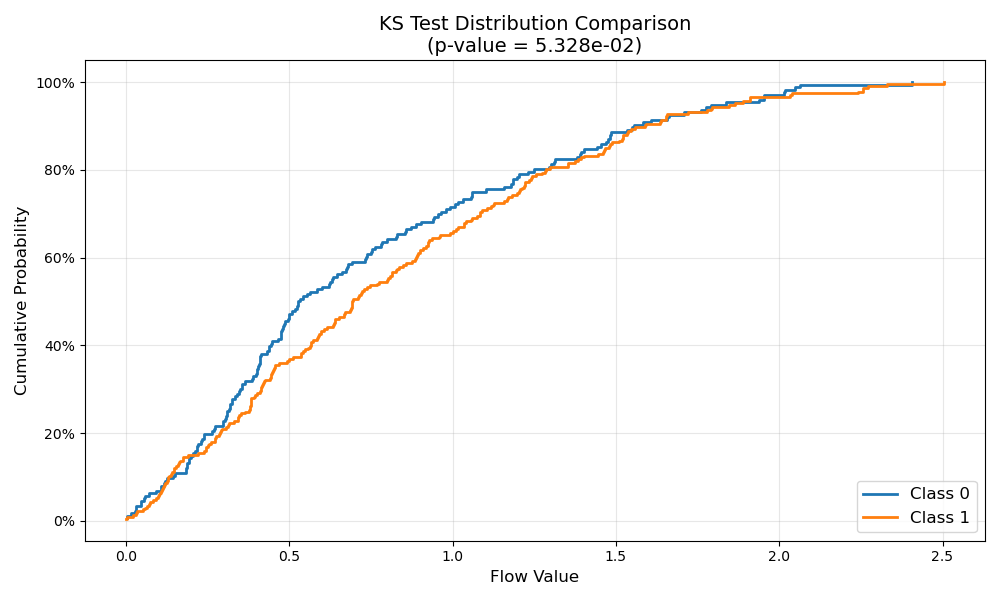 KS Test Distribution Comparison
(p-value = 5.328e-02)
Cumulative Probability
100%
80%
60%
40%
20%
0%
0.0 0.5 1.0 1.5 2.0 2.5
Flow Value
Class 0
Class 1